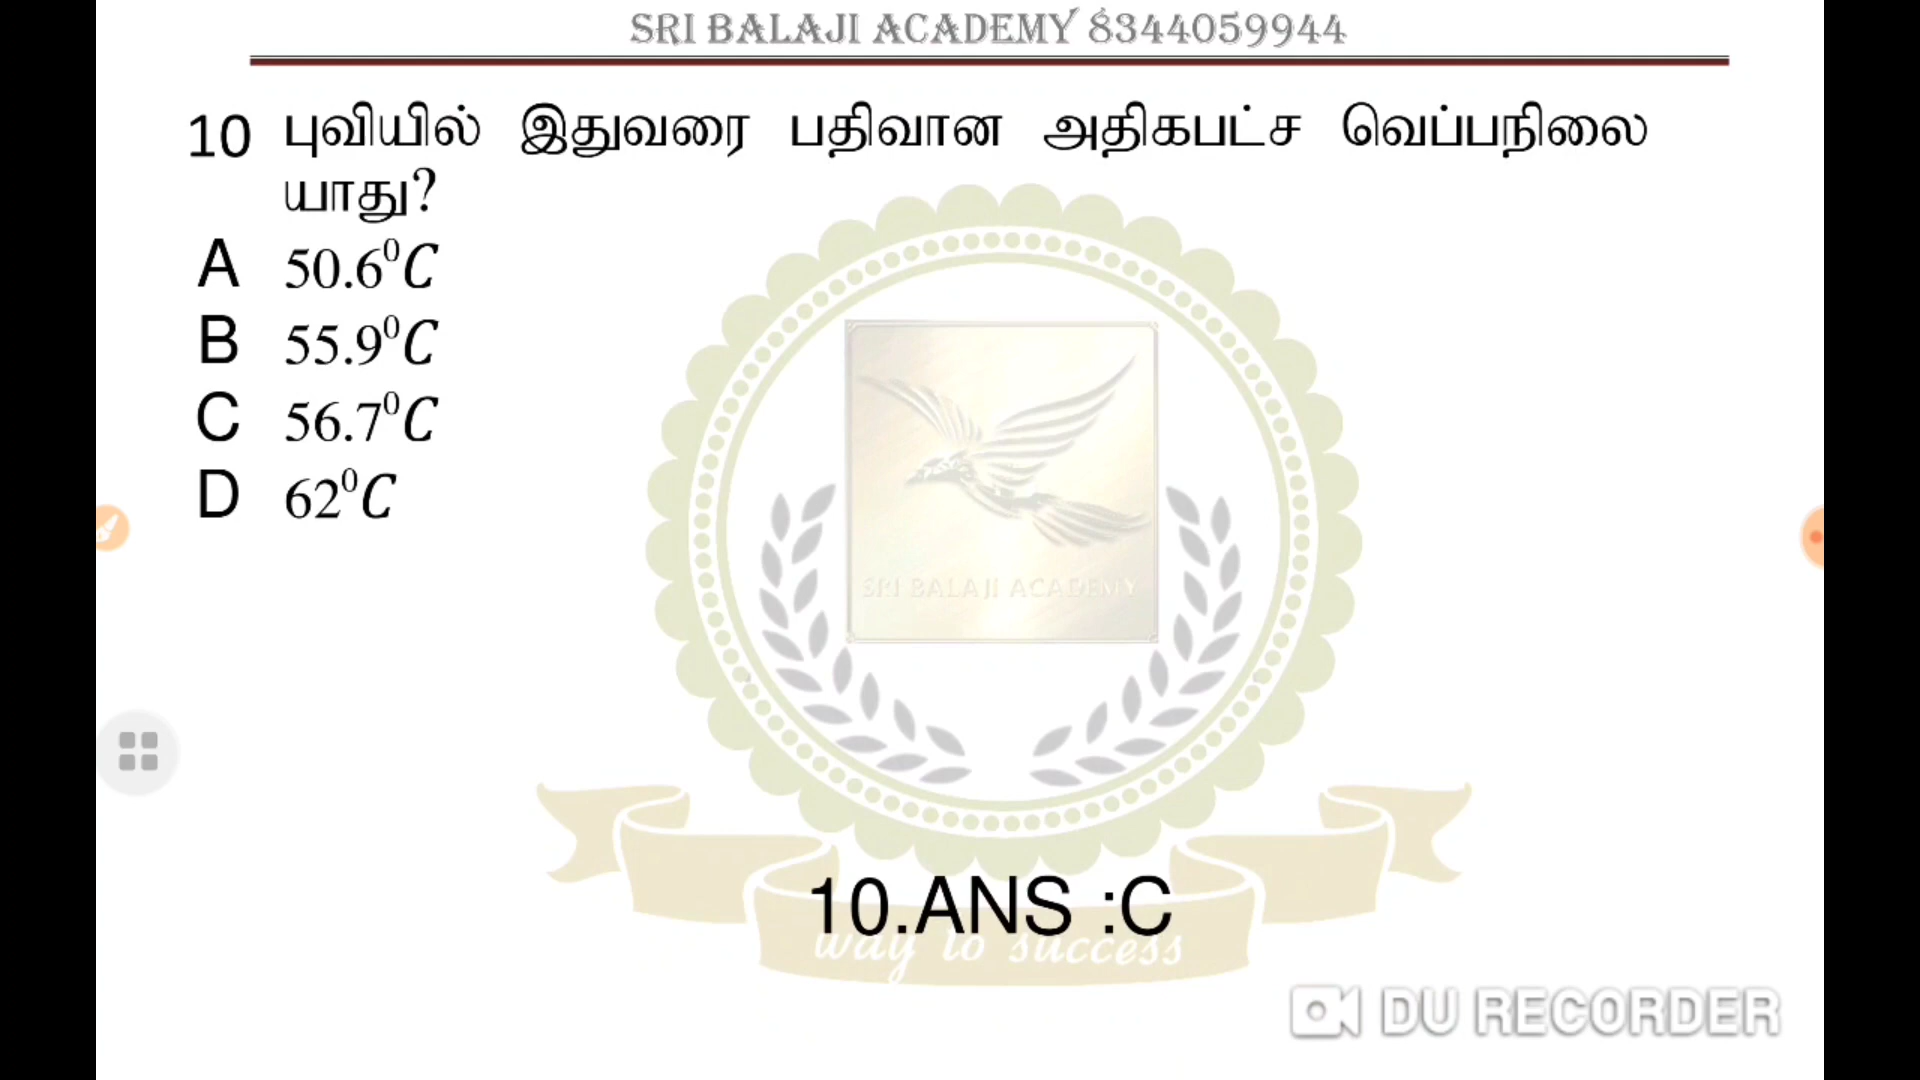 SRI BALAJI ACADEMY 8344059944
10 புவியில் இதுவரை பதிவான அதிகபட்ச வெப்பநிலை
யாது?
A 50.6⁰C
B 55.9⁰C
C 56.7⁰C
D 62⁰C
SRI BALAJI ACADEMY
10.ANS :C
way to success
DU RECORDER